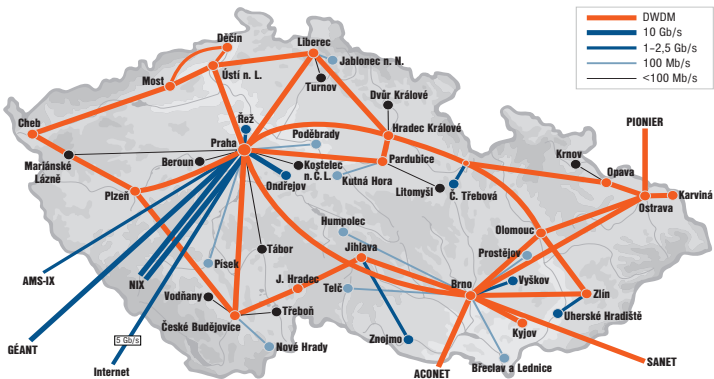 DWDM
10 Gb/s
1–2,5 Gb/s
100 Mb/s
<100 Mb/s
Děčín
Liberec
Jablonec n. N.
Ústí n. L.
Most
Turnov
Dvůr Králové
Řež
Cheb
Praha
Poděbrady
Hradec Králové
PIONIER
Mariánské
Lázně
Beroun
Kostelec
n. Č. L.
Pardubice
Krnov
Opava
Plzeň
Ondřejov
Kutná Hora
Litomyšl
Č. Třebová
Ostrava
Karviná
Humpolec
Olomouc
Písek
Tábor
Jihlava
Prostějov
AMS-IX
NIX
J. Hradec
Telč
Brno
Vyškov
Zlín
Vodňany
Třeboň
České Budějovice
Uherské Hradiště
GÉANT
5 Gb/s
Nové Hrady
Znojmo
Kyjov
Internet
ACONET
Břeclav a Lednice
SANET